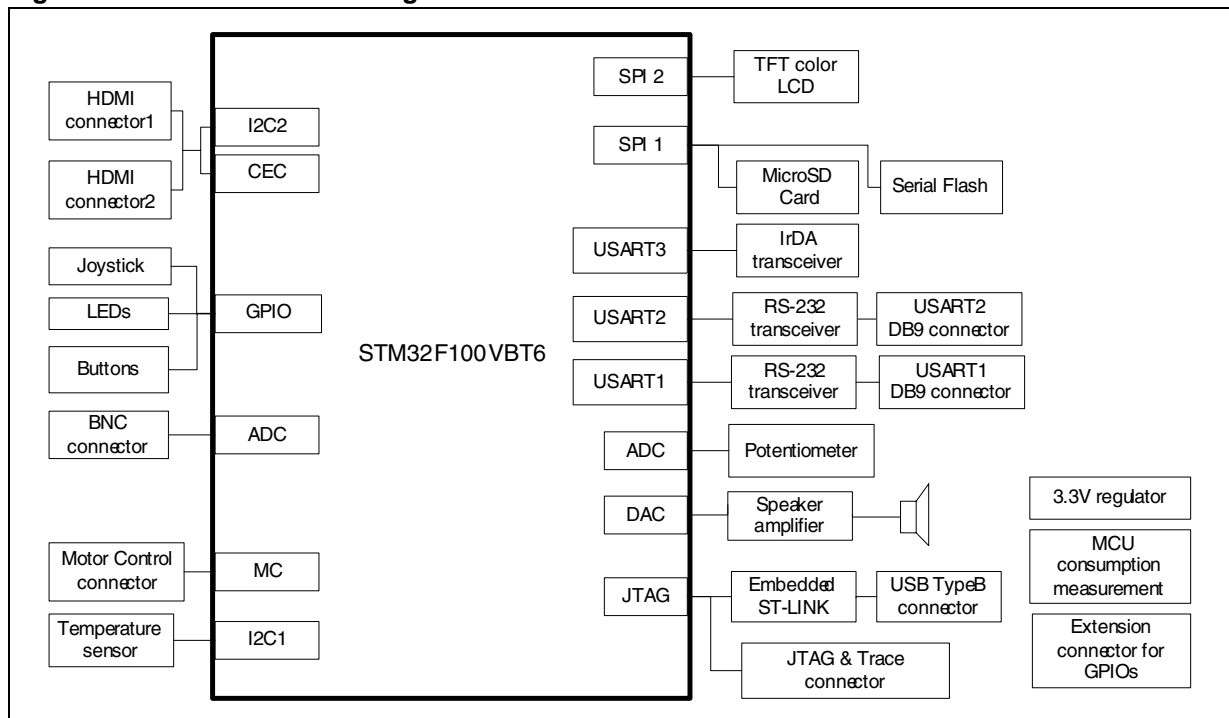 HDMI
connector1
HDMI
connector2
Joystick
LEDs
Buttons
BNC
connector
Motor Control
connector
Temperature
sensor
I2C2
CEC
GPIO
ADC
MC
I2C1
STM32F100VBT6
SPI 2
SPI 1
USART3
USART2
USART1
ADC
DAC
JTAG
TFT color
LCD
MicroSD
Card
Serial Flash
IrDA
transceiver
RS-232
transceiver
USART2
DB9 connector
RS-232
transceiver
USART1
DB9 connector
Potentiometer
Speaker
amplifier
Embedded
ST-LINK
USB TypeB
connector
JTAG & Trace
connector
3.3V regulator
MCU
consumption
measurement
Extension
connector for
GPIOs